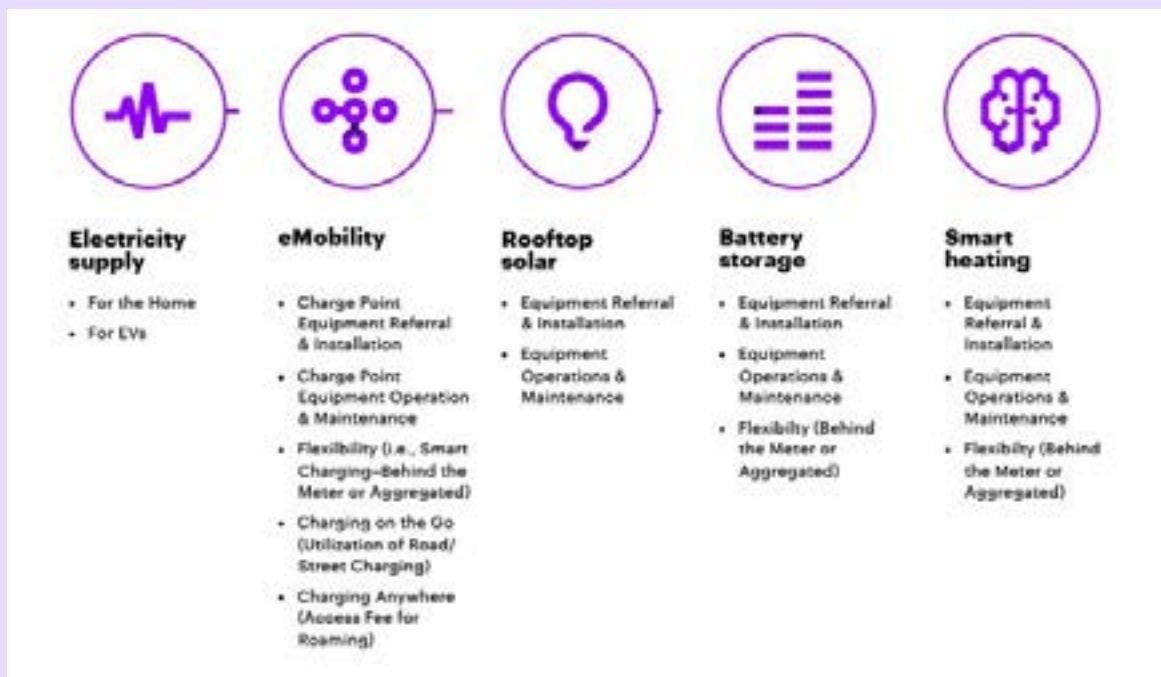 Electricity
supply
• For the Home
• For EVs
eMobility
• Charge Point
Equipment Referral
& Installation
• Charge Point
Equipment Operation
& Maintenance
• Flexilbility (i.e., Smart
Charging–Behind the
Meter or Aggregated)
• Charging on the Go
(Utilization of Road/
Street Charging)
• Charging Anywhere
(Access Fee for
Roaming)
Rooftop
solar
• Equipment Referral
& Installation
• Equipment
Operations &
Maintenance
Battery
storage
• Equipment Referral
& Installation
• Equipment
Operations &
Maintenance
• Flexibilty (Behind
the Meter or
Aggregated)
Smart
heating
• Equipment
Referral &
Installation
• Equipment
Operations &
Maintenance
• Flexibilty (Behind
the Meter or
Aggregated)